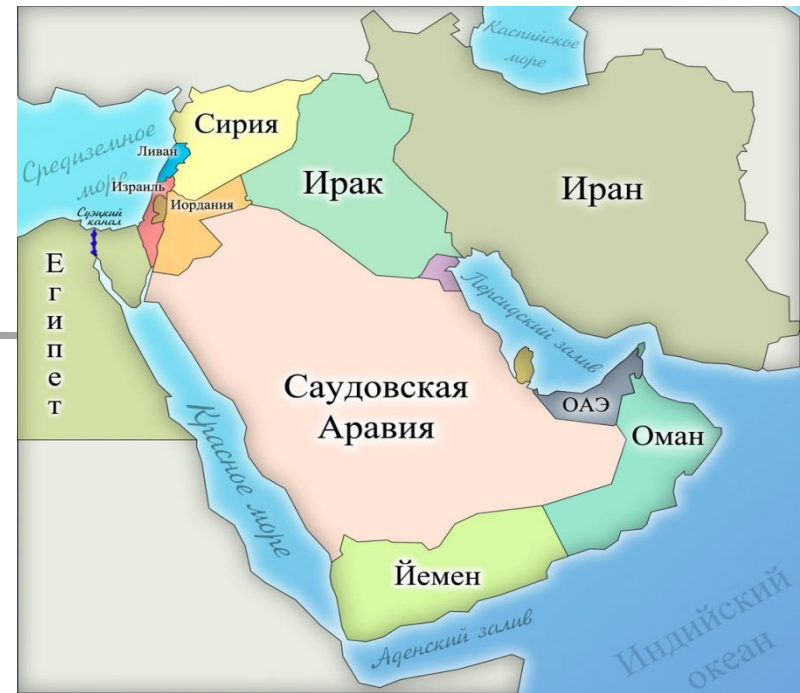 Каспийское
море
Средиземное
море
Сирия
Ливан
Израиль
Иордания
Ирак
Иран
Суэцкий
канал
Египет
Персидский залив
Саудовская
Аравия
ОАЭ
Оман
Красное море
Йемен
Аденский залив
Индийский
океан